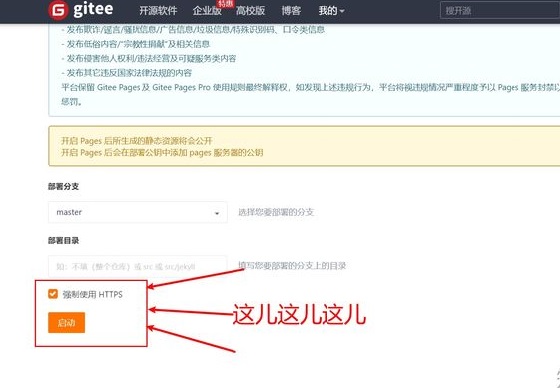 gitee
开源软件 企业版 特惠 高校版 博客 我的
搜开源
- 发布欺诈/谣言/骚扰信息/广告信息/垃圾信息/特殊识别码、口令类信息
- 发布低俗内容/“宗教性捐献”及相关信息
- 发布侵害他人权利/违法经营及可疑服务类内容
- 发布其它违反国家法律法规的内容
平台保留 Gitee Pages 及 Gitee Pages Pro 使用规则最终解释权，如发现上述违规行为，平台将视违规情况严重程度予以 Pages 服务封禁以
惩罚。
开启 Pages 后所生成的静态资源将会公开
开启 Pages 后会在部署公钥中添加 pages 服务器的公钥
部署分支
master 选择您要部署的分支
部署目录
如：不填（整个仓库）或 src 或 src/jekyll 填写您要部署的分支上的目录
强制使用 HTTPS
启动
这儿这儿这儿